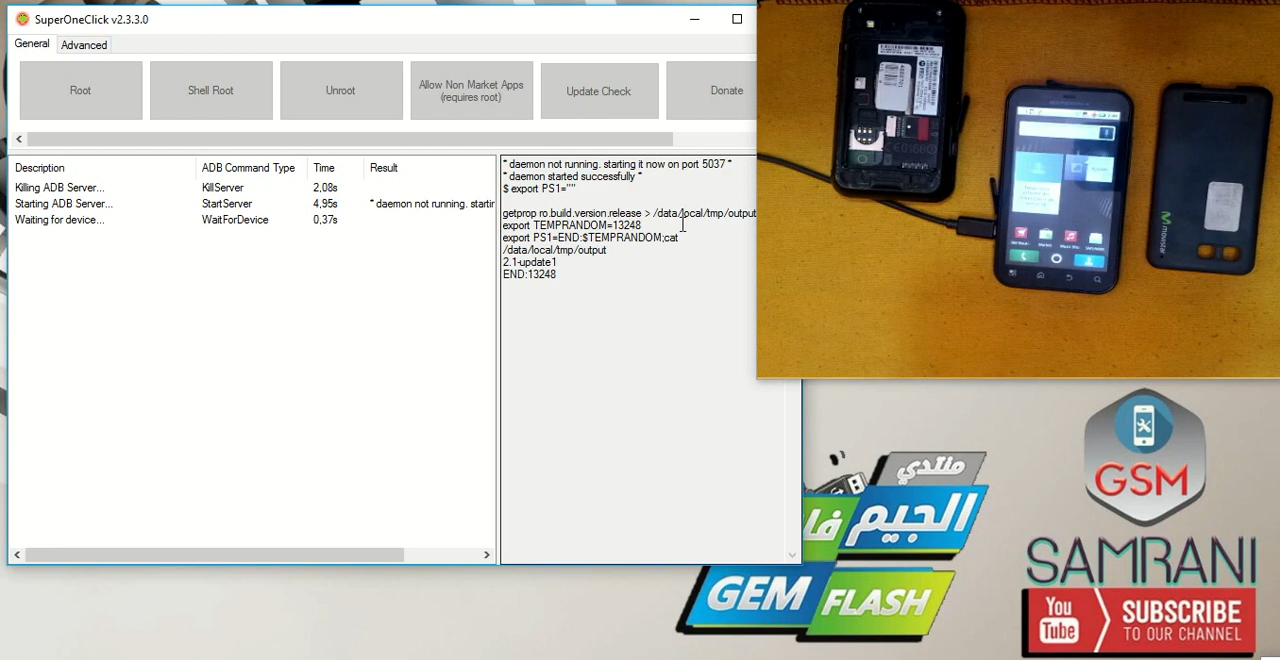 SuperOneClick v2.3.3.0
General
Advanced
Root
Shell Root
Unroot
Allow Non Market Apps
(requires root)
Update Check
Donate
Description
ADB Command Type
Time
Result
Killing ADB Server...
KillServer
2,08s
Starting ADB Server...
StartServer
4,95s
* daemon not running. startin
Waiting for device...
WaitForDevice
0,37s
* daemon not running. starting it now on port 5037 *
* daemon started successfully *
$ export PS1=""
getprop ro.build.version.release > /data/local/tmp/output
export TEMPRANDOM=13248
export PS1=END:$TEMPRANDOM;cat
/data/local/tmp/output
2.1-update1
END:13248
movistar
منتدي
الجيم فلا
GEM FLASH
GSM
SAMRANI
You
Tube
SUBSCRIBE
TO OUR CHANNEL